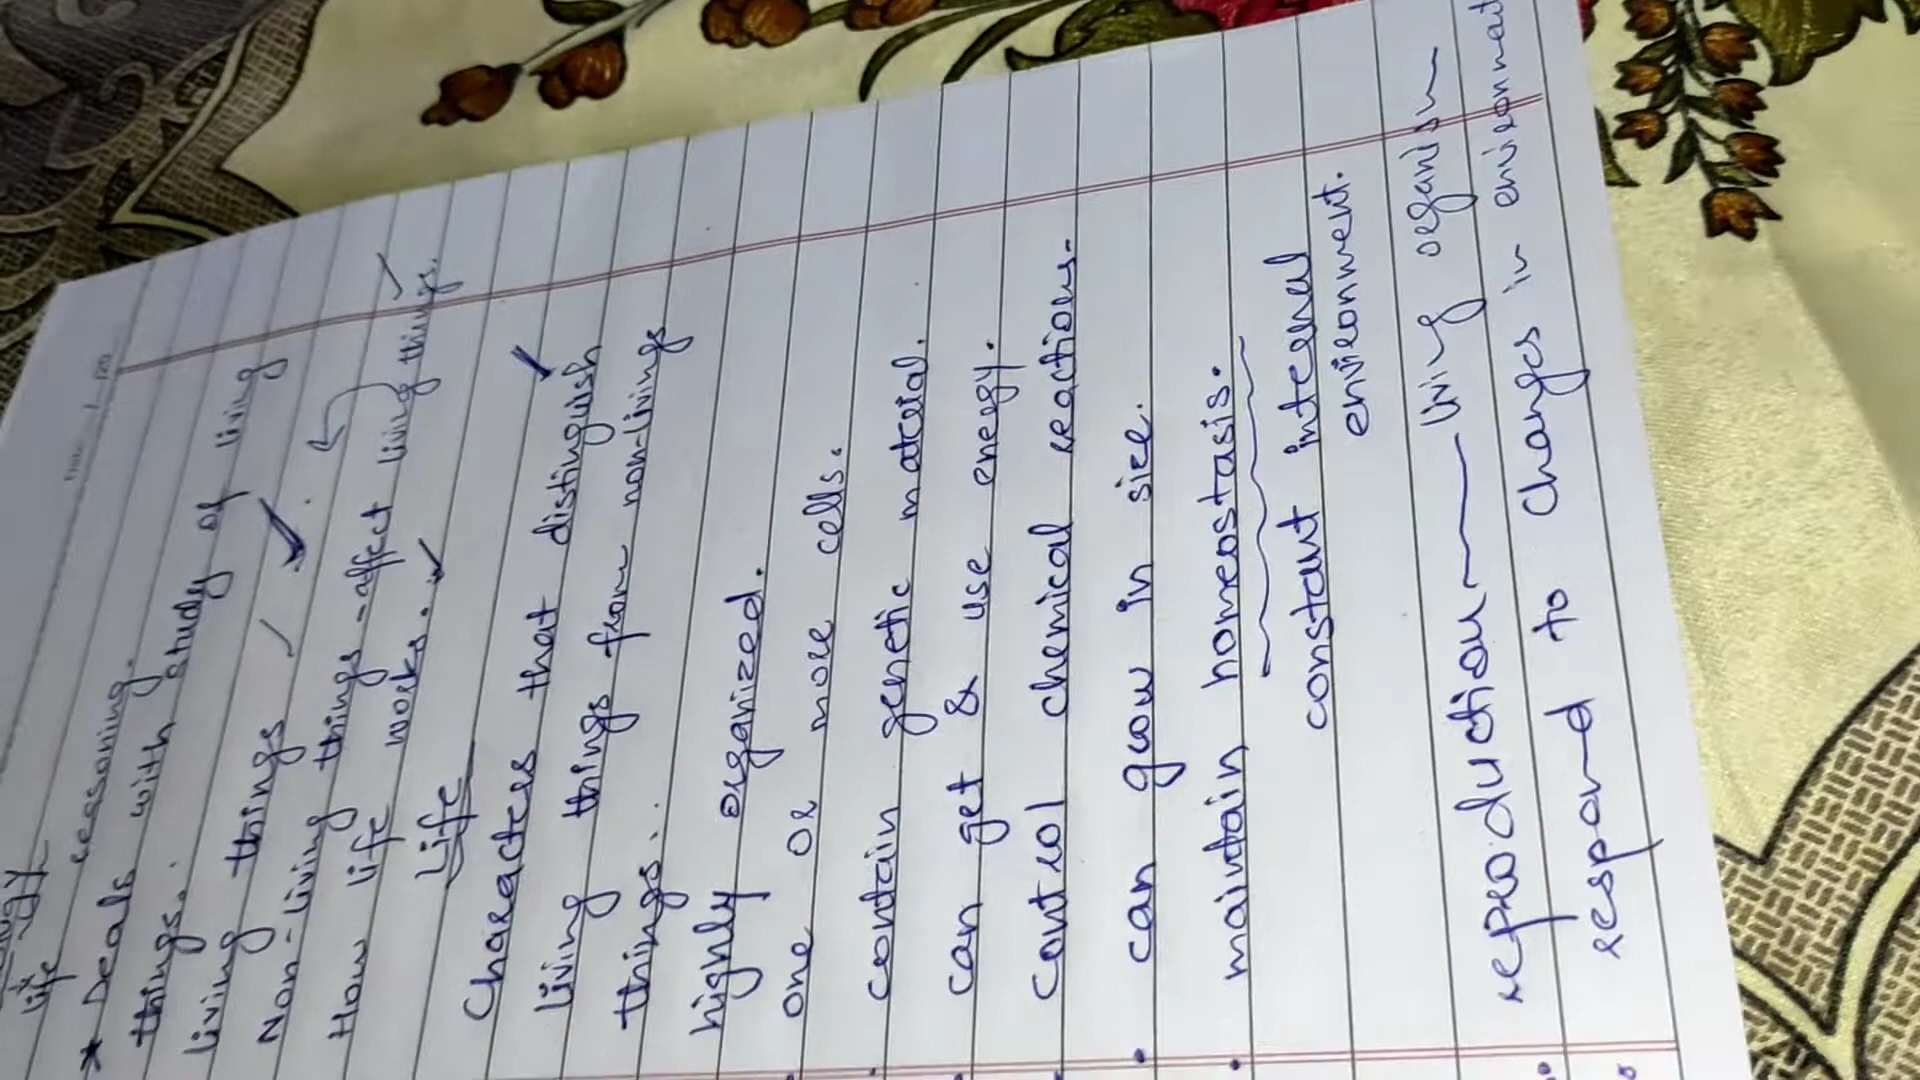 life
reasoning.
* Deals with study of living
things.
living things
Non-living things - affect living things.
How life works.
Life
Characters that distinguish
living things from non-livings
things.
highly organized.
one or more cells.
contain genetic material.
can get & use energy.
control chemical reactions.
• can grow in size.
• maintain homeostasis.
constant internal
environment.
reproduction — living organism
respond to changes in environment